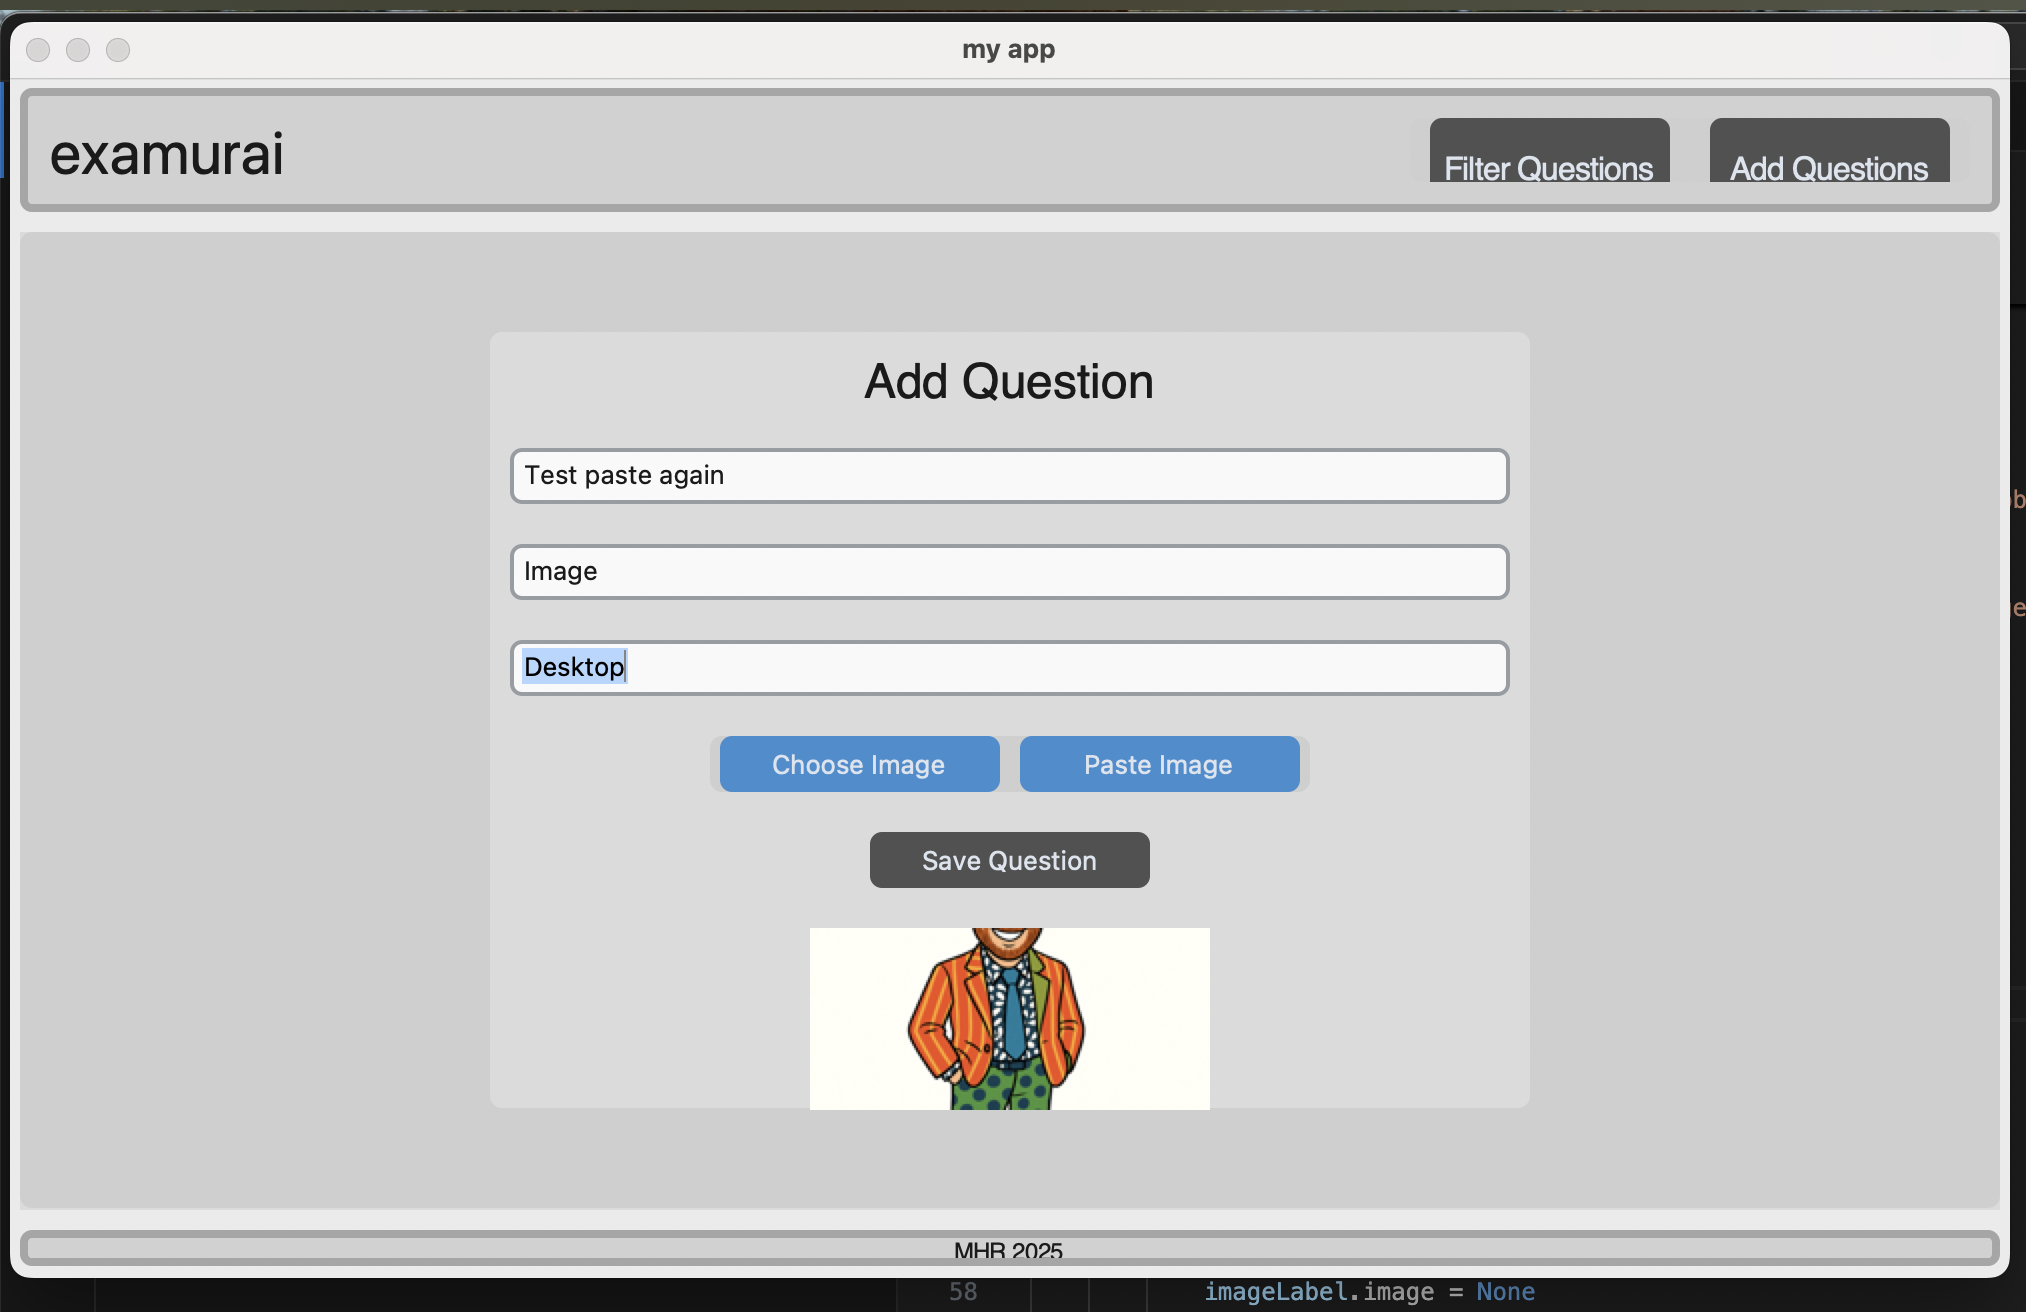 my app
examurai
Filter Questions
Add Questions
Add Question
Test paste again
Image
Desktop
Choose Image
Paste Image
Save Question
MHR 2025
58 imageLabel.image = None